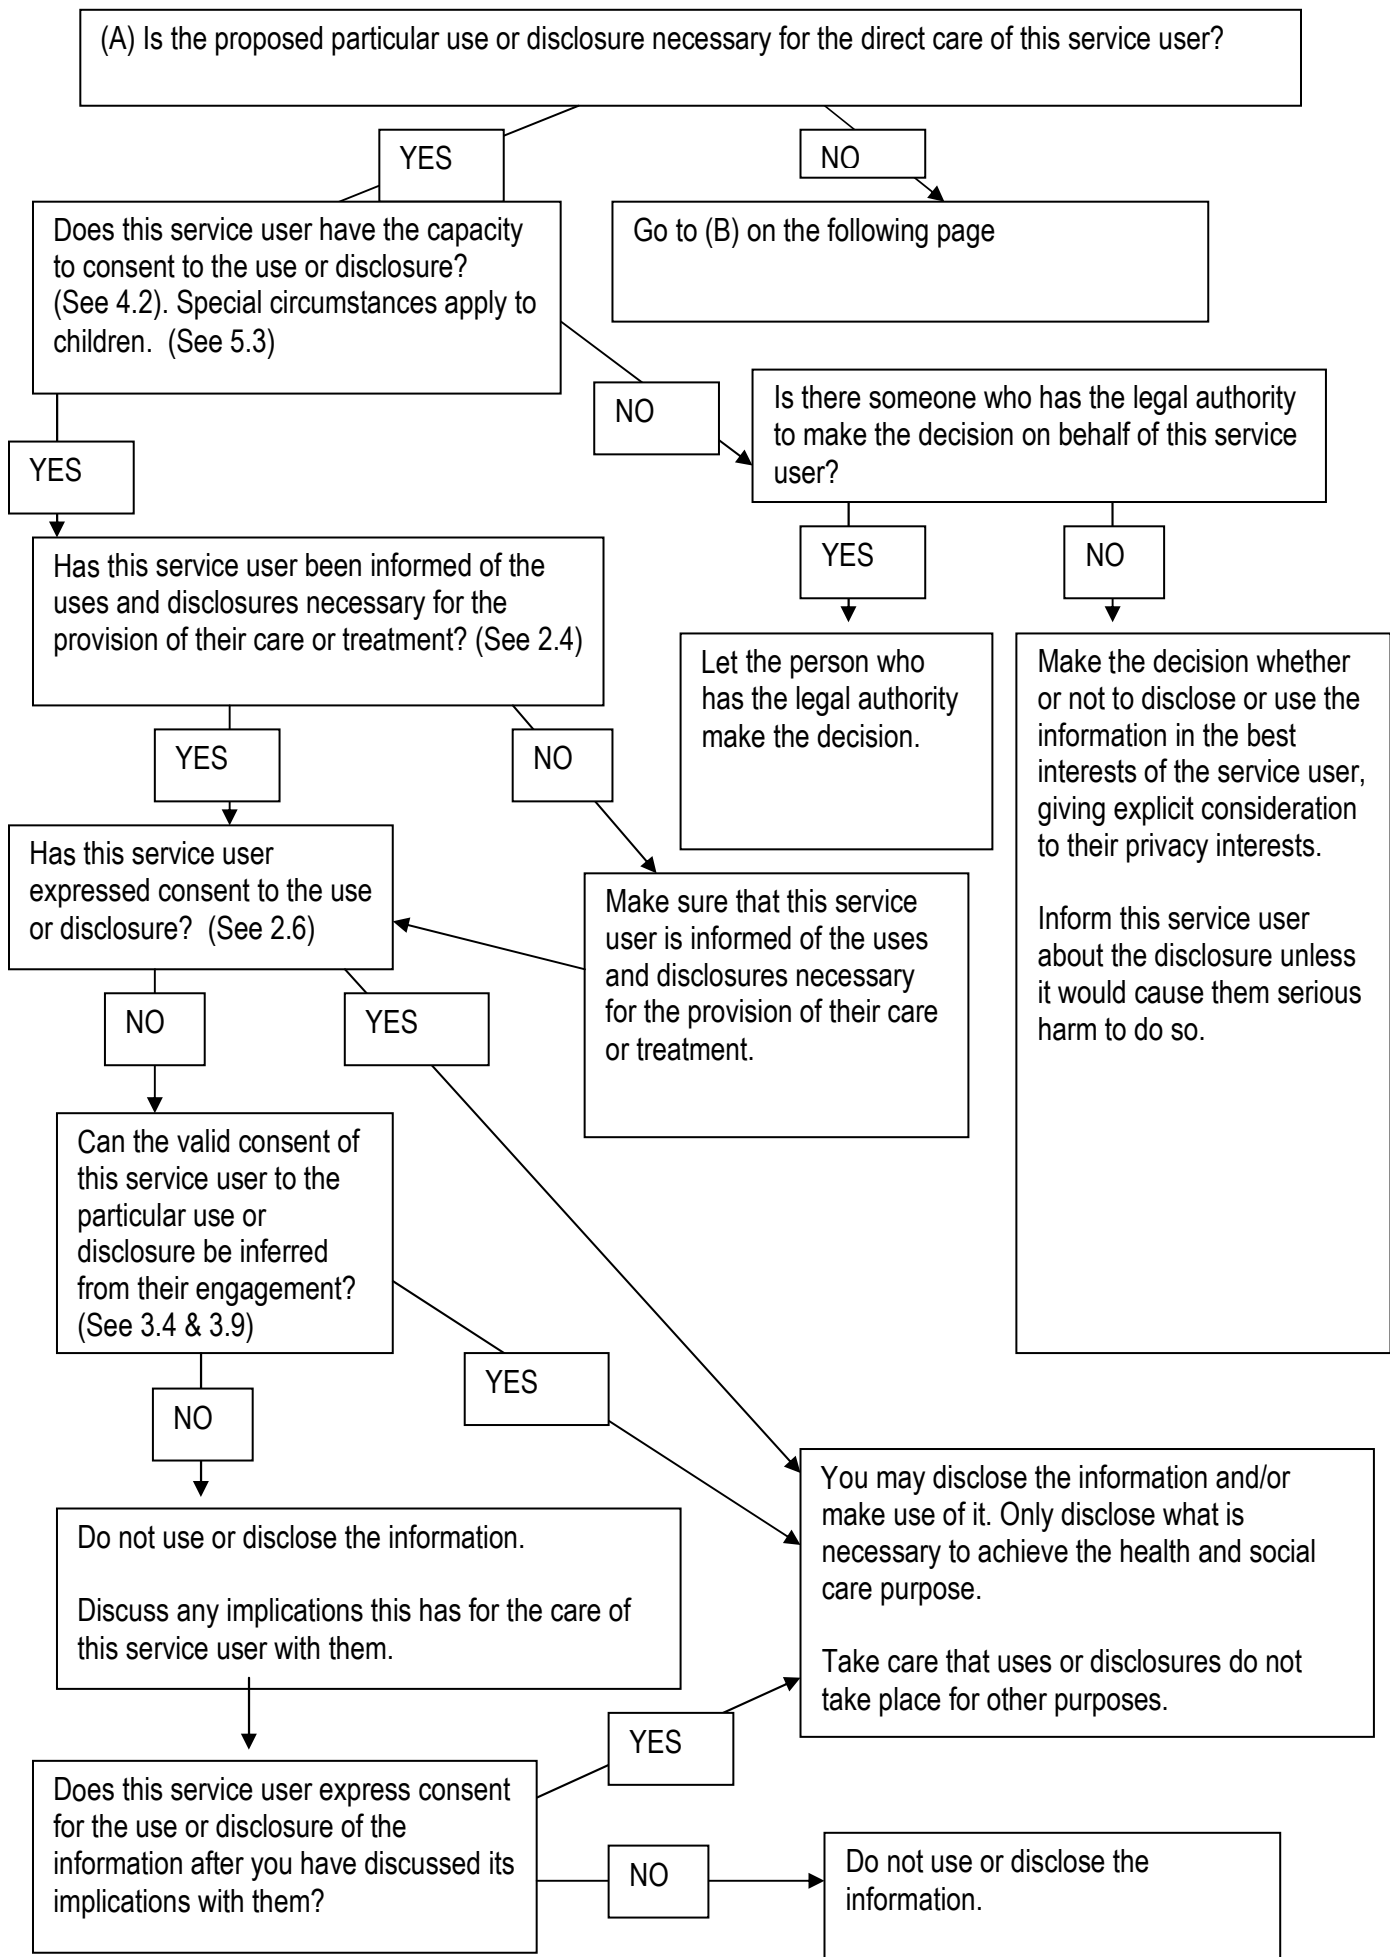 (A) Is the proposed particular use or disclosure necessary for the direct care of this service user?
YES
NO
Does this service user have the capacity
to consent to the use or disclosure?
(See 4.2). Special circumstances apply to
children. (See 5.3)
Go to (B) on the following page
NO
Is there someone who has the legal authority
to make the decision on behalf of this service
user?
YES
YES
NO
Has this service user been informed of the
uses and disclosures necessary for the
provision of their care or treatment? (See 2.4)
Let the person who
has the legal authority
make the decision.
Make the decision whether
or not to disclose or use the
information in the best
interests of the service user,
giving explicit consideration
to their privacy interests.
Inform this service user
about the disclosure unless
it would cause them serious
harm to do so.
YES
NO
Has this service user
expressed consent to the use
or disclosure? (See 2.6)
Make sure that this service
user is informed of the uses
and disclosures necessary
for the provision of their care
or treatment.
NO
YES
Can the valid consent of
this service user to the
particular use or
disclosure be inferred
from their engagement?
(See 3.4 & 3.9)
YES
NO
You may disclose the information and/or
make use of it. Only disclose what is
necessary to achieve the health and social
care purpose.
Take care that uses or disclosures do not
take place for other purposes.
Do not use or disclose the information.
Discuss any implications this has for the care of
this service user with them.
YES
Does this service user express consent
for the use or disclosure of the
information after you have discussed its
implications with them?
NO
Do not use or disclose the
information.